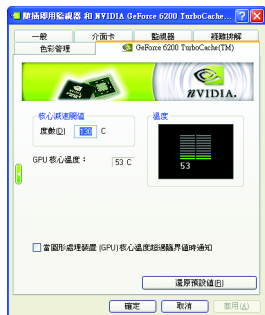 隨插即用監視器 和 NVIDIA GeForce 6200 TurboCache...
一般 介面卡 監視器 疑難排解
色彩管理 GeForce 6200 TurboCache(TM)
NVIDIA.
核心減速閥值
度數(D) 130 C
GPU 核心溫度： 53 C
溫度
53
當圖形處理裝置 (GPU) 核心溫度超過臨界值時通知
還原預設值(R)
確定 取消 套用(A)